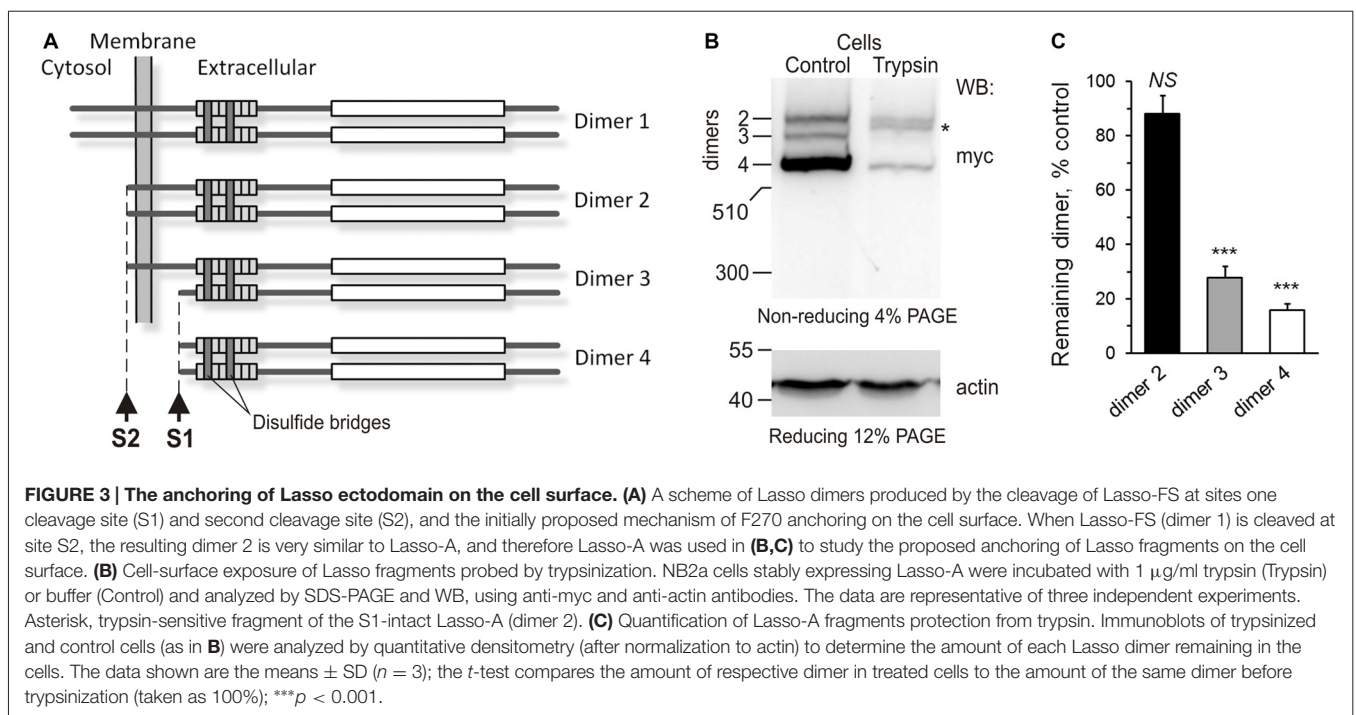 A
Membrane
Cytosol Extracellular
Dimer 1
Dimer 2
Dimer 3
Dimer 4
Disulfide bridges
S2 S1
B
Cells
Control Trypsin
WB:
dimers
2
3
4
*
myc
510
300
Non-reducing 4% PAGE
55
40
actin
Reducing 12% PAGE
C
Remaining dimer, % control
100
80
60
40
20
0
NS
***
***
dimer 2
dimer 3
dimer 4
FIGURE 3 | The anchoring of Lasso ectodomain on the cell surface. (A) A scheme of Lasso dimers produced by the cleavage of Lasso-FS at sites one
cleavage site (S1) and second cleavage site (S2), and the initially proposed mechanism of F270 anchoring on the cell surface. When Lasso-FS (dimer 1) is cleaved at
site S2, the resulting dimer 2 is very similar to Lasso-A, and therefore Lasso-A was used in (B,C) to study the proposed anchoring of Lasso fragments on the cell
surface. (B) Cell-surface exposure of Lasso fragments probed by trypsinization. NB2a cells stably expressing Lasso-A were incubated with 1 μg/ml trypsin (Trypsin)
or buffer (Control) and analyzed by SDS-PAGE and WB, using anti-myc and anti-actin antibodies. The data are representative of three independent experiments.
Asterisk, trypsin-sensitive fragment of the S1-intact Lasso-A (dimer 2). (C) Quantification of Lasso-A fragments protection from trypsin. Immunoblots of trypsinized
and control cells (as in B) were analyzed by quantitative densitometry (after normalization to actin) to determine the amount of each Lasso dimer remaining in the
cells. The data shown are the means ± SD (n = 3); the t-test compares the amount of respective dimer in treated cells to the amount of the same dimer before
trypsinization (taken as 100%); ***p < 0.001.